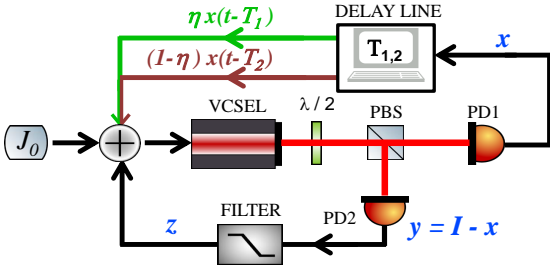 η x(t-T₁)
DELAY LINE
(1-η) x(t-T₂)
T₁,₂
x
VCSEL
λ / 2
PBS
PD1
J₀
z
FILTER
PD2
y = I - x